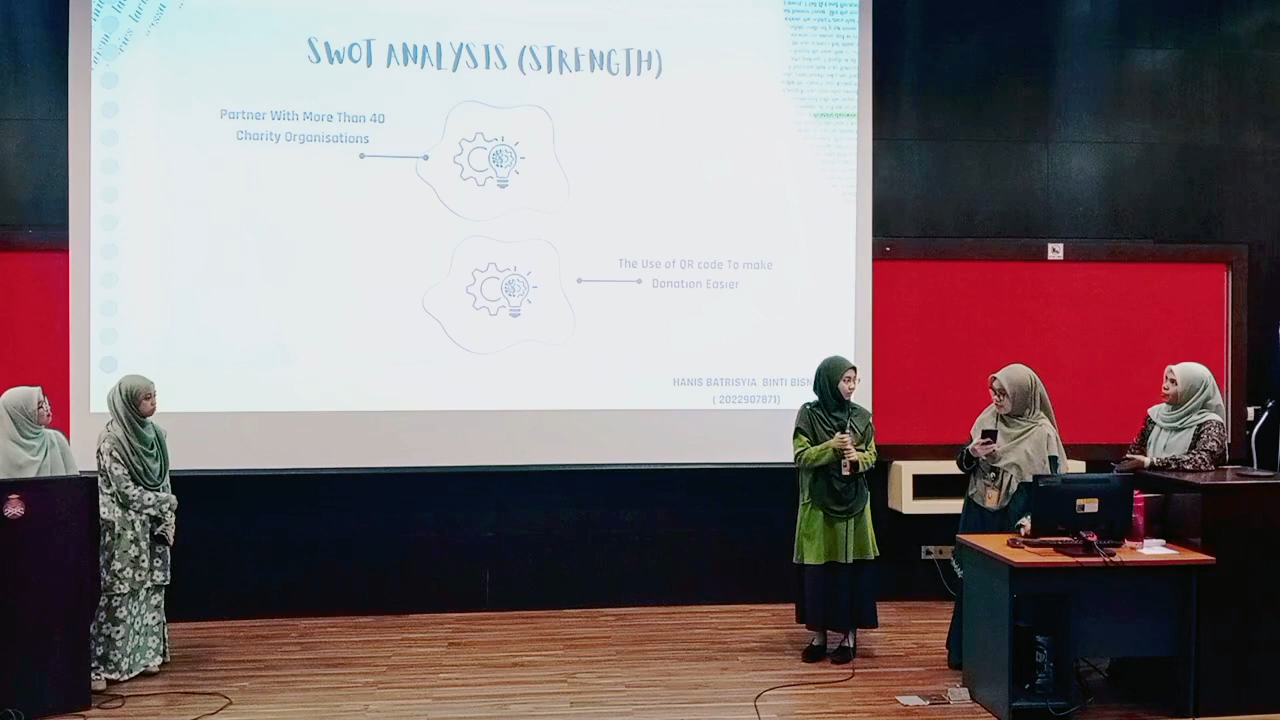 SWOT ANALYSIS (STRENGTH)
Partner With More Than 40
Charity Organisations
The Use of QR code To make
Donation Easier
HANIS BATRISYIA BINTI BISN
( 2022907871)